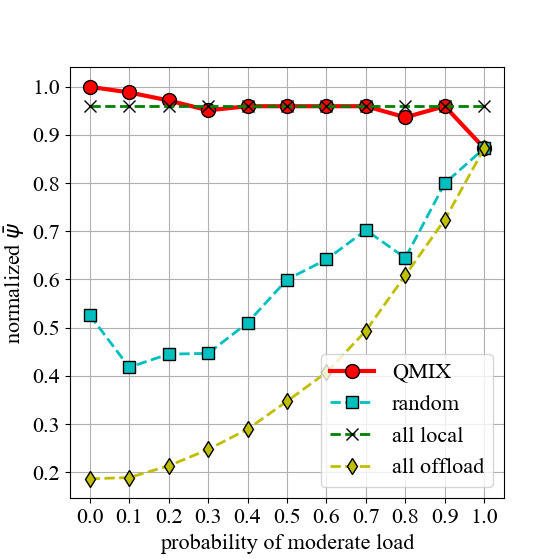 1.0
0.9
0.8
0.7
0.6
0.5
0.4
0.3
0.2
normalized ψ̄
QMIX
random
all local
all offload
0.0 0.1 0.2 0.3 0.4 0.5 0.6 0.7 0.8 0.9 1.0
probability of moderate load